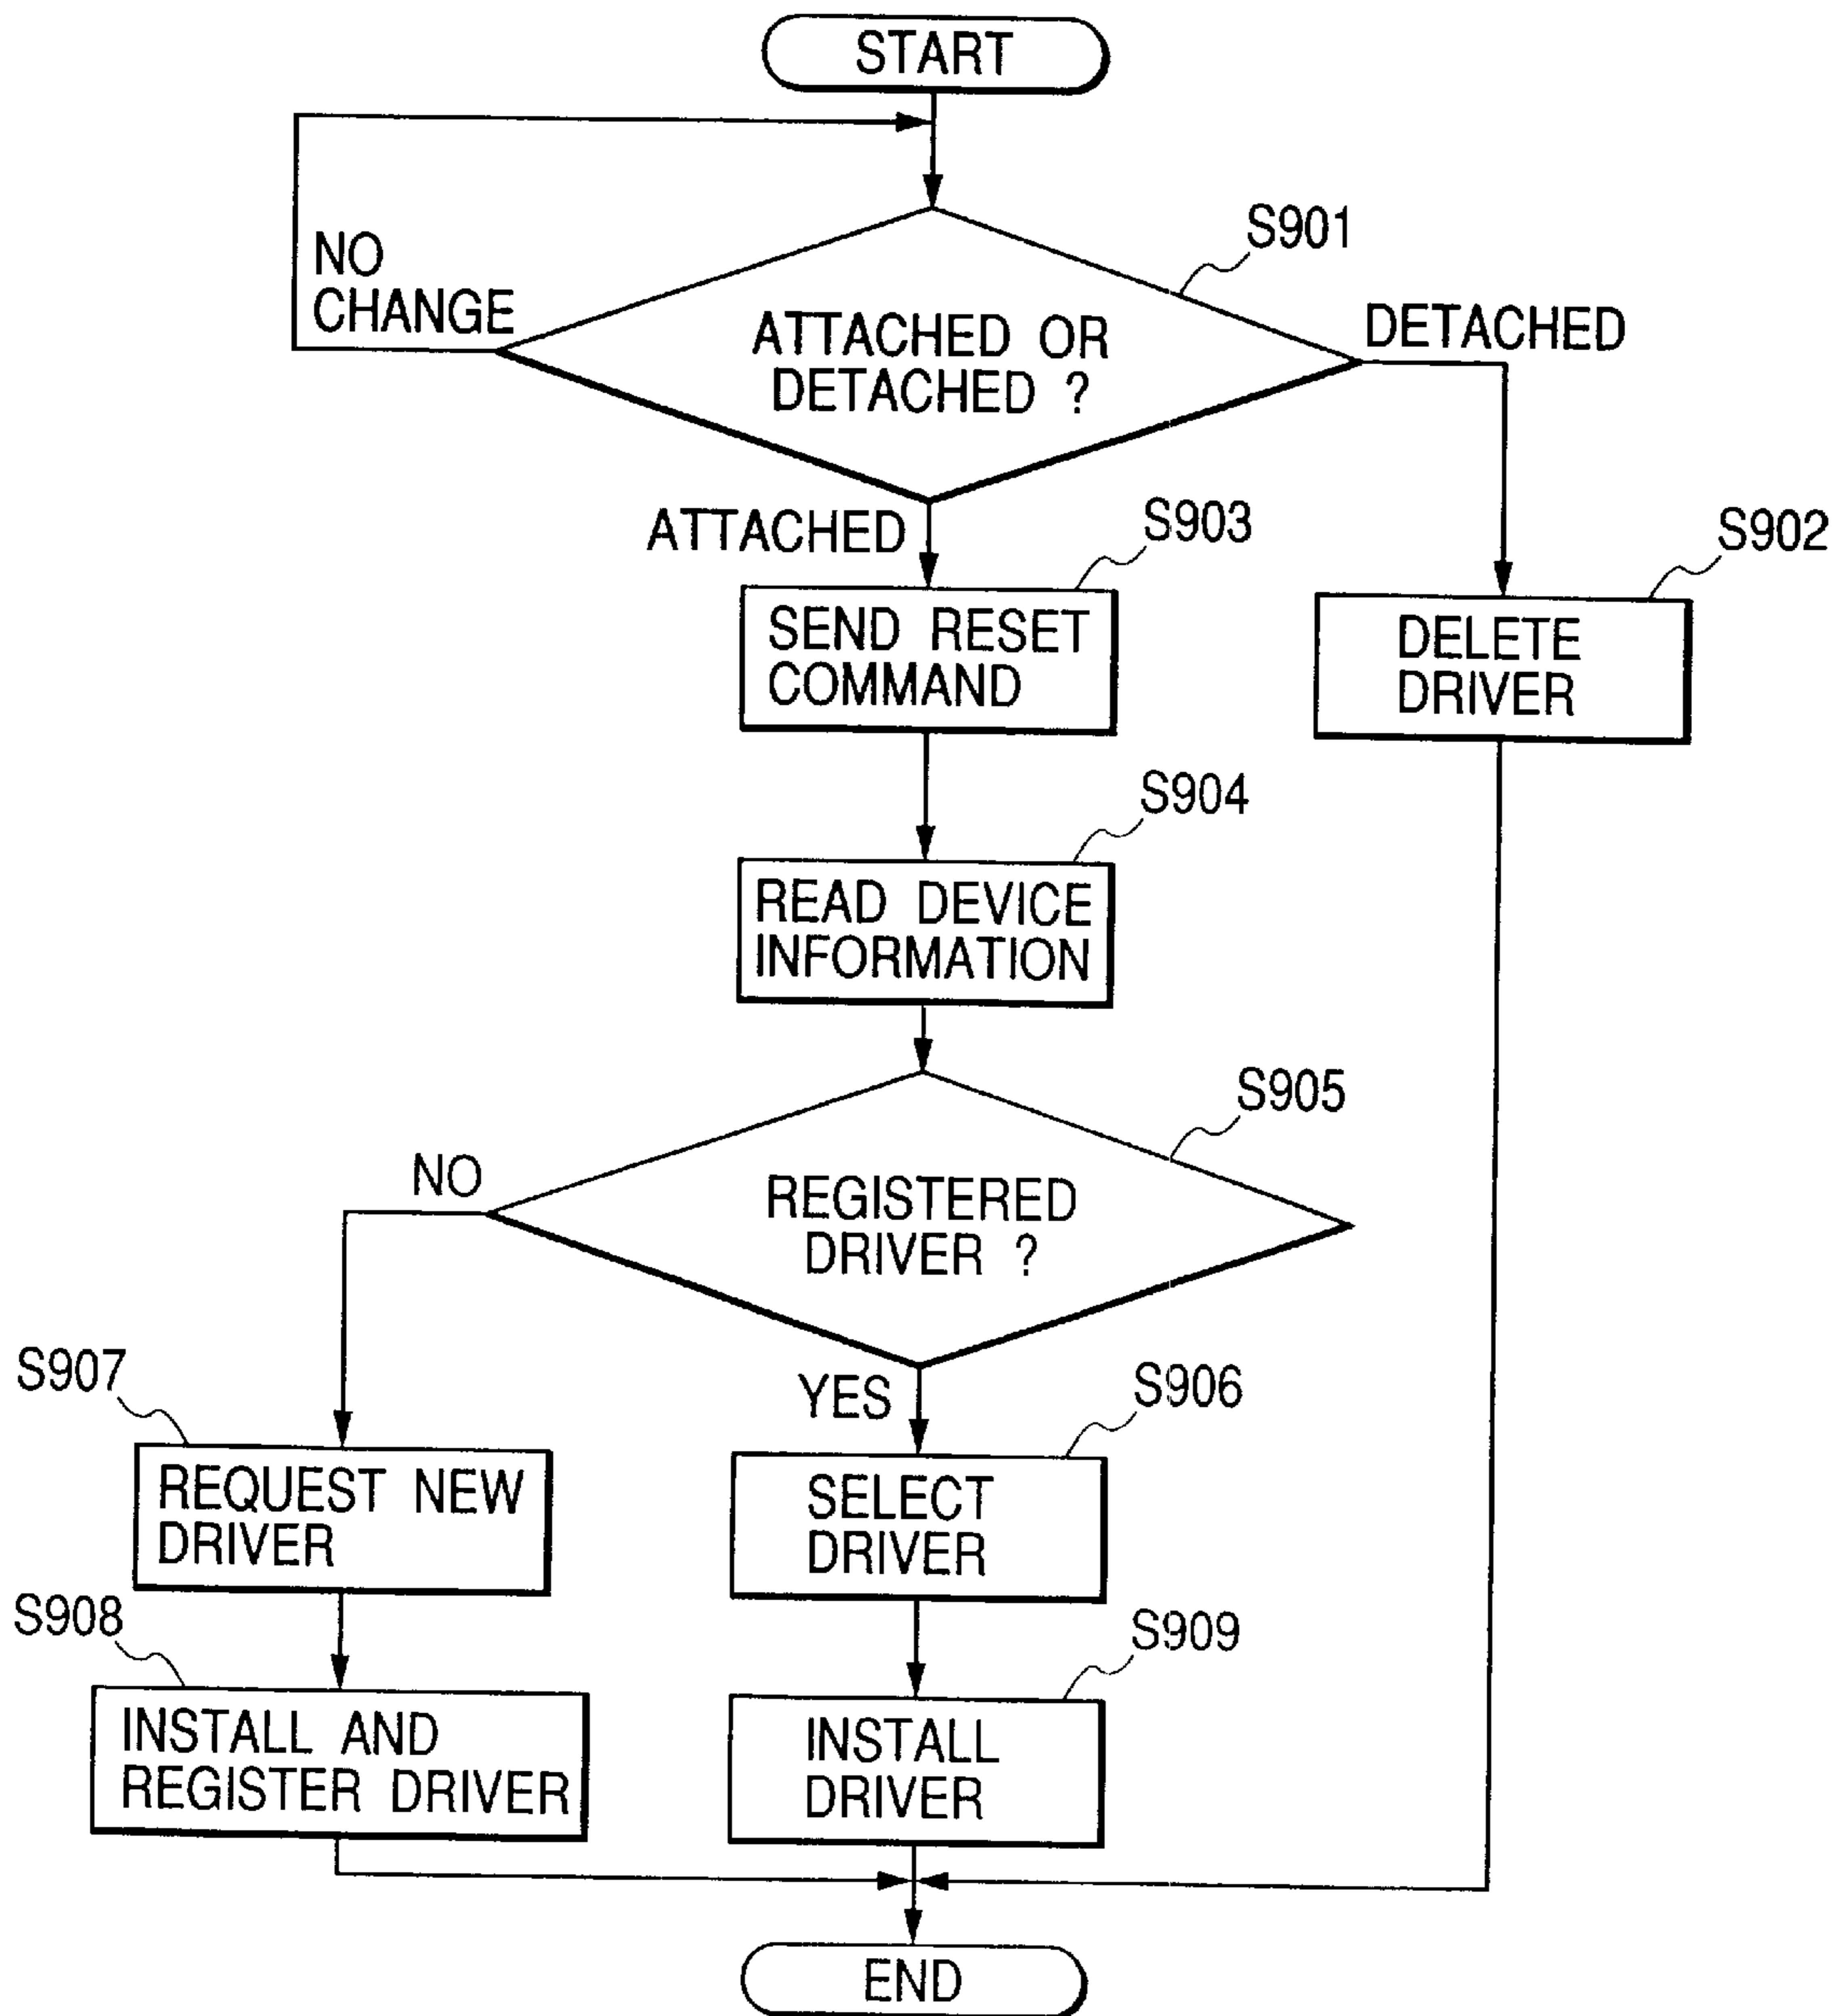 START
NO
CHANGE
S901
ATTACHED OR
DETACHED ?
DETACHED
ATTACHED
S903
S902
SEND RESET
COMMAND
DELETE
DRIVER
S904
READ DEVICE
INFORMATION
S905
NO
REGISTERED
DRIVER ?
S907
YES
S906
REQUEST NEW
DRIVER
SELECT
DRIVER
S908
S909
INSTALL AND
REGISTER DRIVER
INSTALL
DRIVER
END